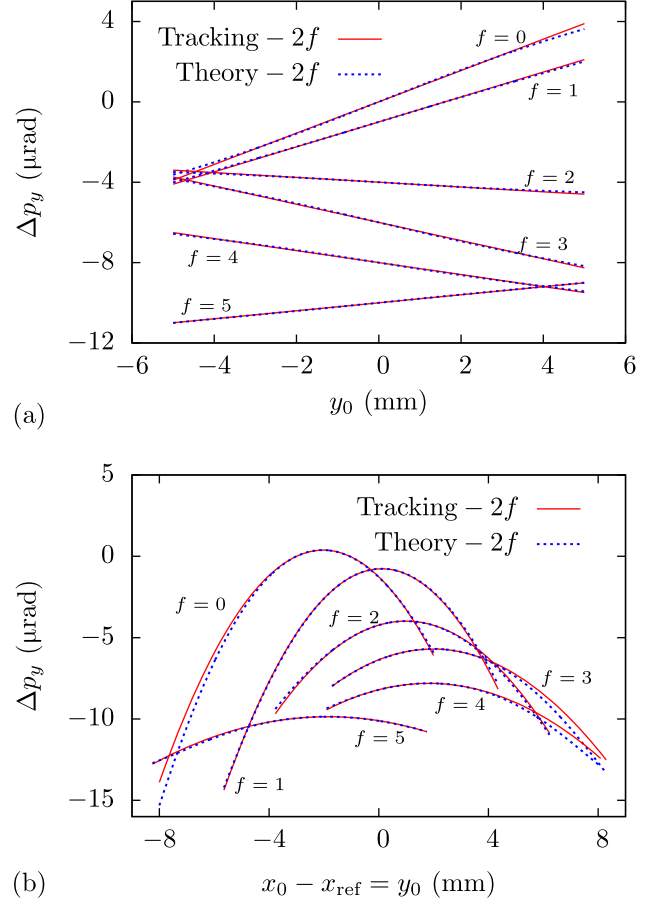 4
0
−4
−8
−12
Δp_y (μrad)
Tracking − 2f
Theory − 2f
f = 0
f = 1
f = 2
f = 3
f = 4
f = 5
−6 −4 −2 0 2 4 6
y_0 (mm)
(a)
5
0
−5
−10
−15
Δp_y (μrad)
Tracking − 2f
Theory − 2f
f = 0
f = 2
f = 3
f = 4
f = 5
f = 1
−8 −4 0 4 8
(b) x_0 − x_ref = y_0 (mm)